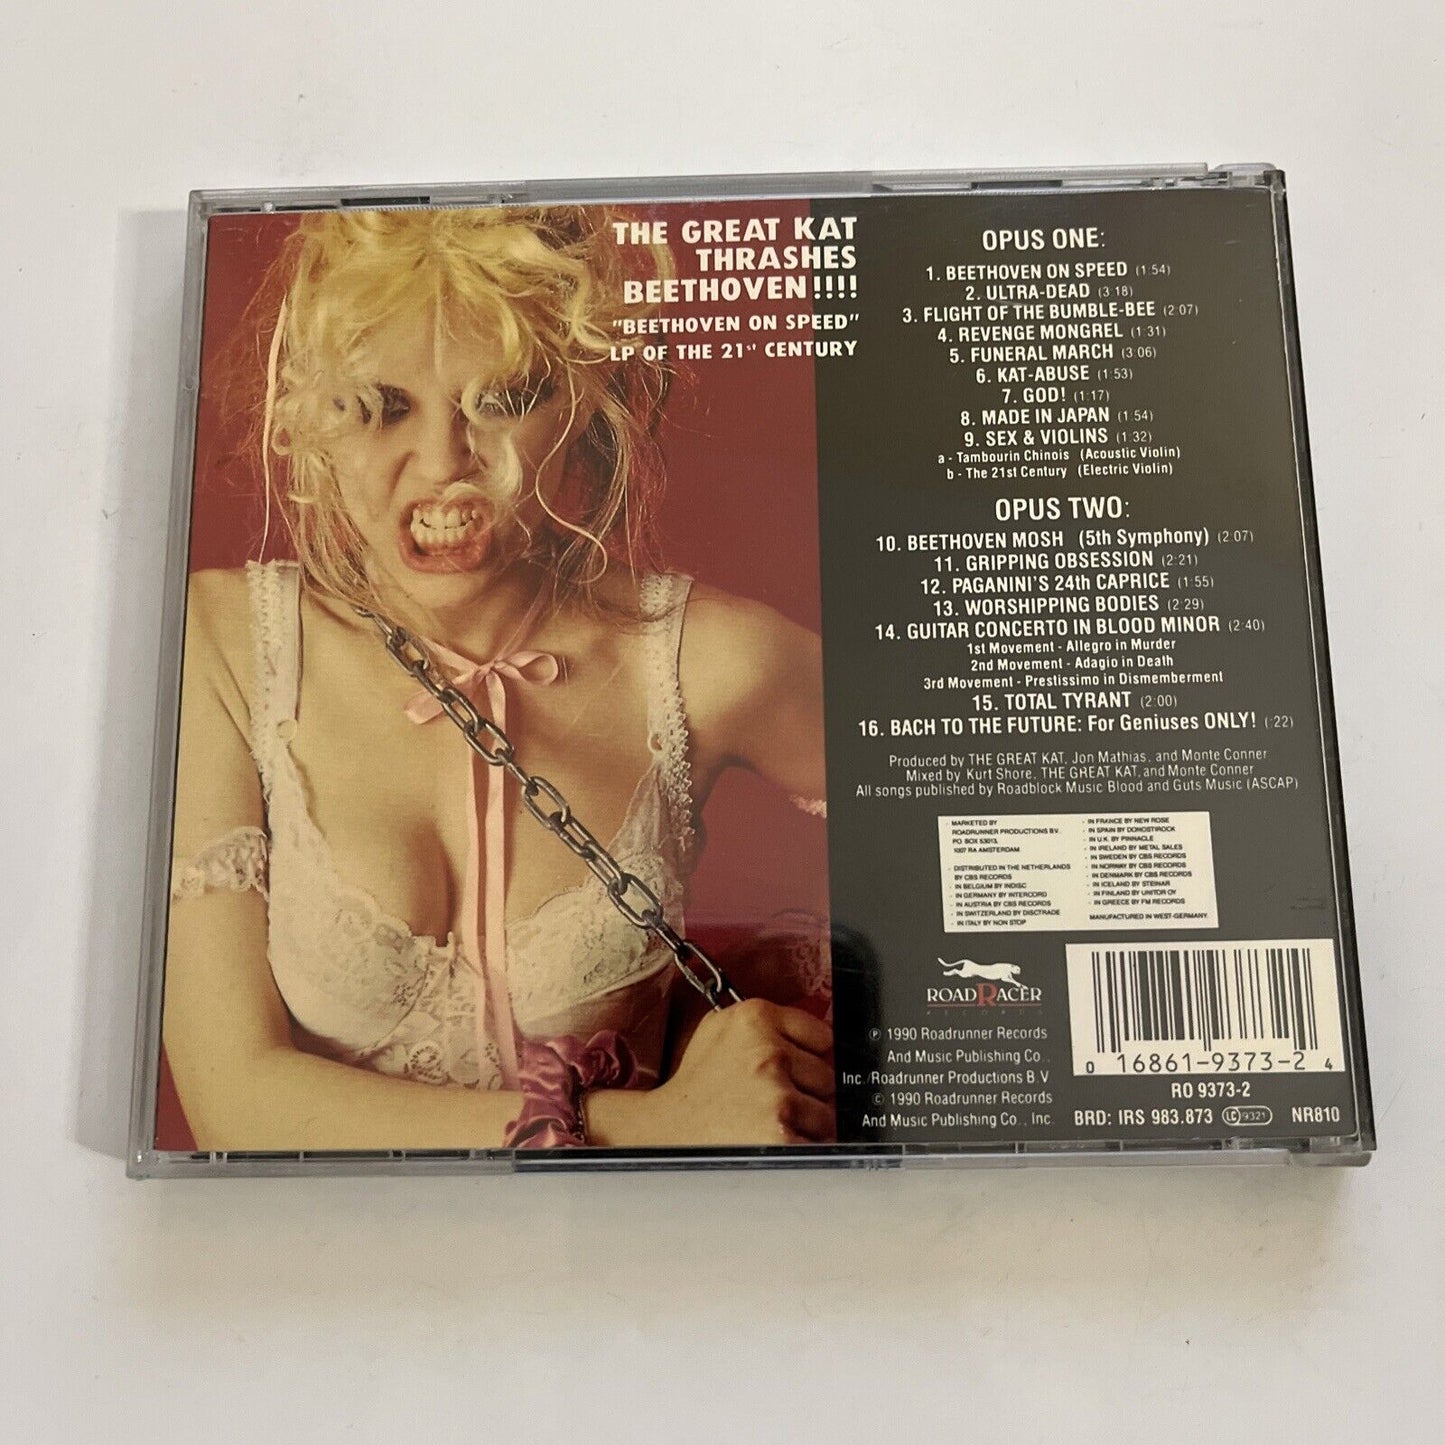 THE GREAT KAT
THRASHES
BEETHOVEN!!!!
"BEETHOVEN ON SPEED"
LP OF THE 21st CENTURY
OPUS ONE:
1. BEETHOVEN ON SPEED (1:54)
2. ULTRA-DEAD (3:18)
3. FLIGHT OF THE BUMBLE-BEE (2:07)
4. REVENGE MONGREL (1:31)
5. FUNERAL MARCH (3:06)
6. KAT-ABUSE (1:53)
7. GOD! (1:17)
8. MADE IN JAPAN (1:54)
9. SEX & VIOLINS (1:32)
a - Tambourin Chinois (Acoustic Violin)
b - The 21st Century (Electric Violin)
OPUS TWO:
10. BEETHOVEN MOSH (5th Symphony) (2:07)
11. GRIPPING OBSESSION (2:21)
12. PAGANINI'S 24th CAPRICE (1:55)
13. WORSHIPPING BODIES (2:29)
14. GUITAR CONCERTO IN BLOOD MINOR (2:40)
1st Movement - Allegro in Murder
2nd Movement - Adagio in Death
3rd Movement - Prestissimo in Dismemberment
15. TOTAL TYRANT (2:00)
16. BACH TO THE FUTURE: For Geniuses ONLY! (:22)
Produced by THE GREAT KAT, Jon Mathias, and Monte Conner
Mixed by Kurt Shore, THE GREAT KAT, and Monte Conner
All songs published by Roadblock Music Blood and Guts Music (ASCAP)
- MARKETED BY
ROADRUNNER PRODUCTIONS B.V.
P.O. BOX 53013,
1007 RA AMSTERDAM
- DISTRIBUTED IN THE NETHERLANDS
BY CBS RECORDS
- IN BELGIUM BY INDISC
- IN GERMANY BY INTERCORD
- IN AUSTRIA BY CBS RECORDS
- IN SWITZERLAND BY DISCTRADE
- IN ITALY BY NON STOP
- IN FRANCE BY NEW ROSE
- IN SPAIN BY DONOSTIROCK
- IN U.K. BY PINNACLE
- IN IRELAND BY METAL SALES
- IN SWEDEN BY CBS RECORDS
- IN NORWAY BY CBS RECORDS
- IN DENMARK BY CBS RECORDS
- IN ICELAND BY STEINAR
- IN FINLAND BY UNITOR OY
- IN GREECE BY FM RECORDS
MANUFACTURED IN WEST-GERMANY
ROADRACER
RECORDS
℗ 1990 Roadrunner Records
And Music Publishing Co.,
Inc./Roadrunner Productions B.V.
© 1990 Roadrunner Records
And Music Publishing Co., Inc.
0 16861-9373-2 4
RO 9373-2
BRD: IRS 983.873 LC 9321 NR810